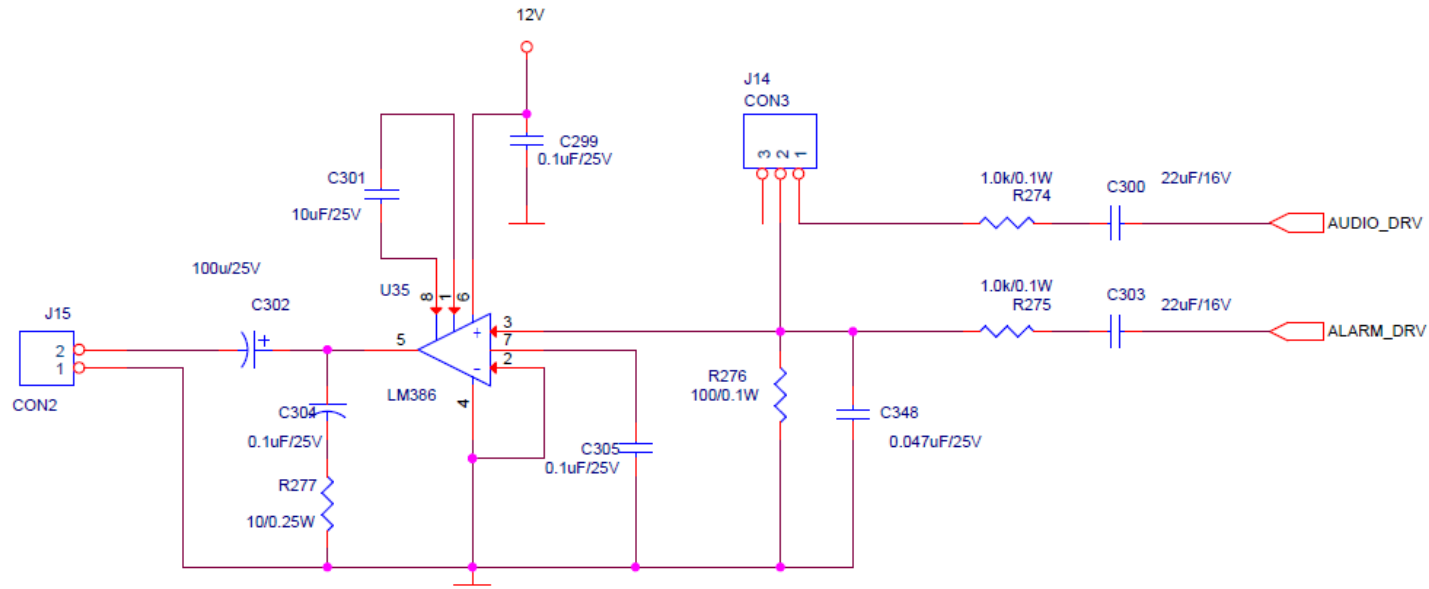 12V
J14
CON3
C299
0.1uF/25V
3 2 1
C301
10uF/25V
1.0k/0.1W
R274
C300
22uF/16V
AUDIO_DRV
100u/25V
C302
U35
8 1 6
1.0k/0.1W
R275
C303
22uF/16V
ALARM_DRV
J15
2
1
CON2
5
+
3
7
2
-
+
LM386
4
R276
100/0.1W
C348
0.047uF/25V
C304
0.1uF/25V
C305
0.1uF/25V
R277
10/0.25W